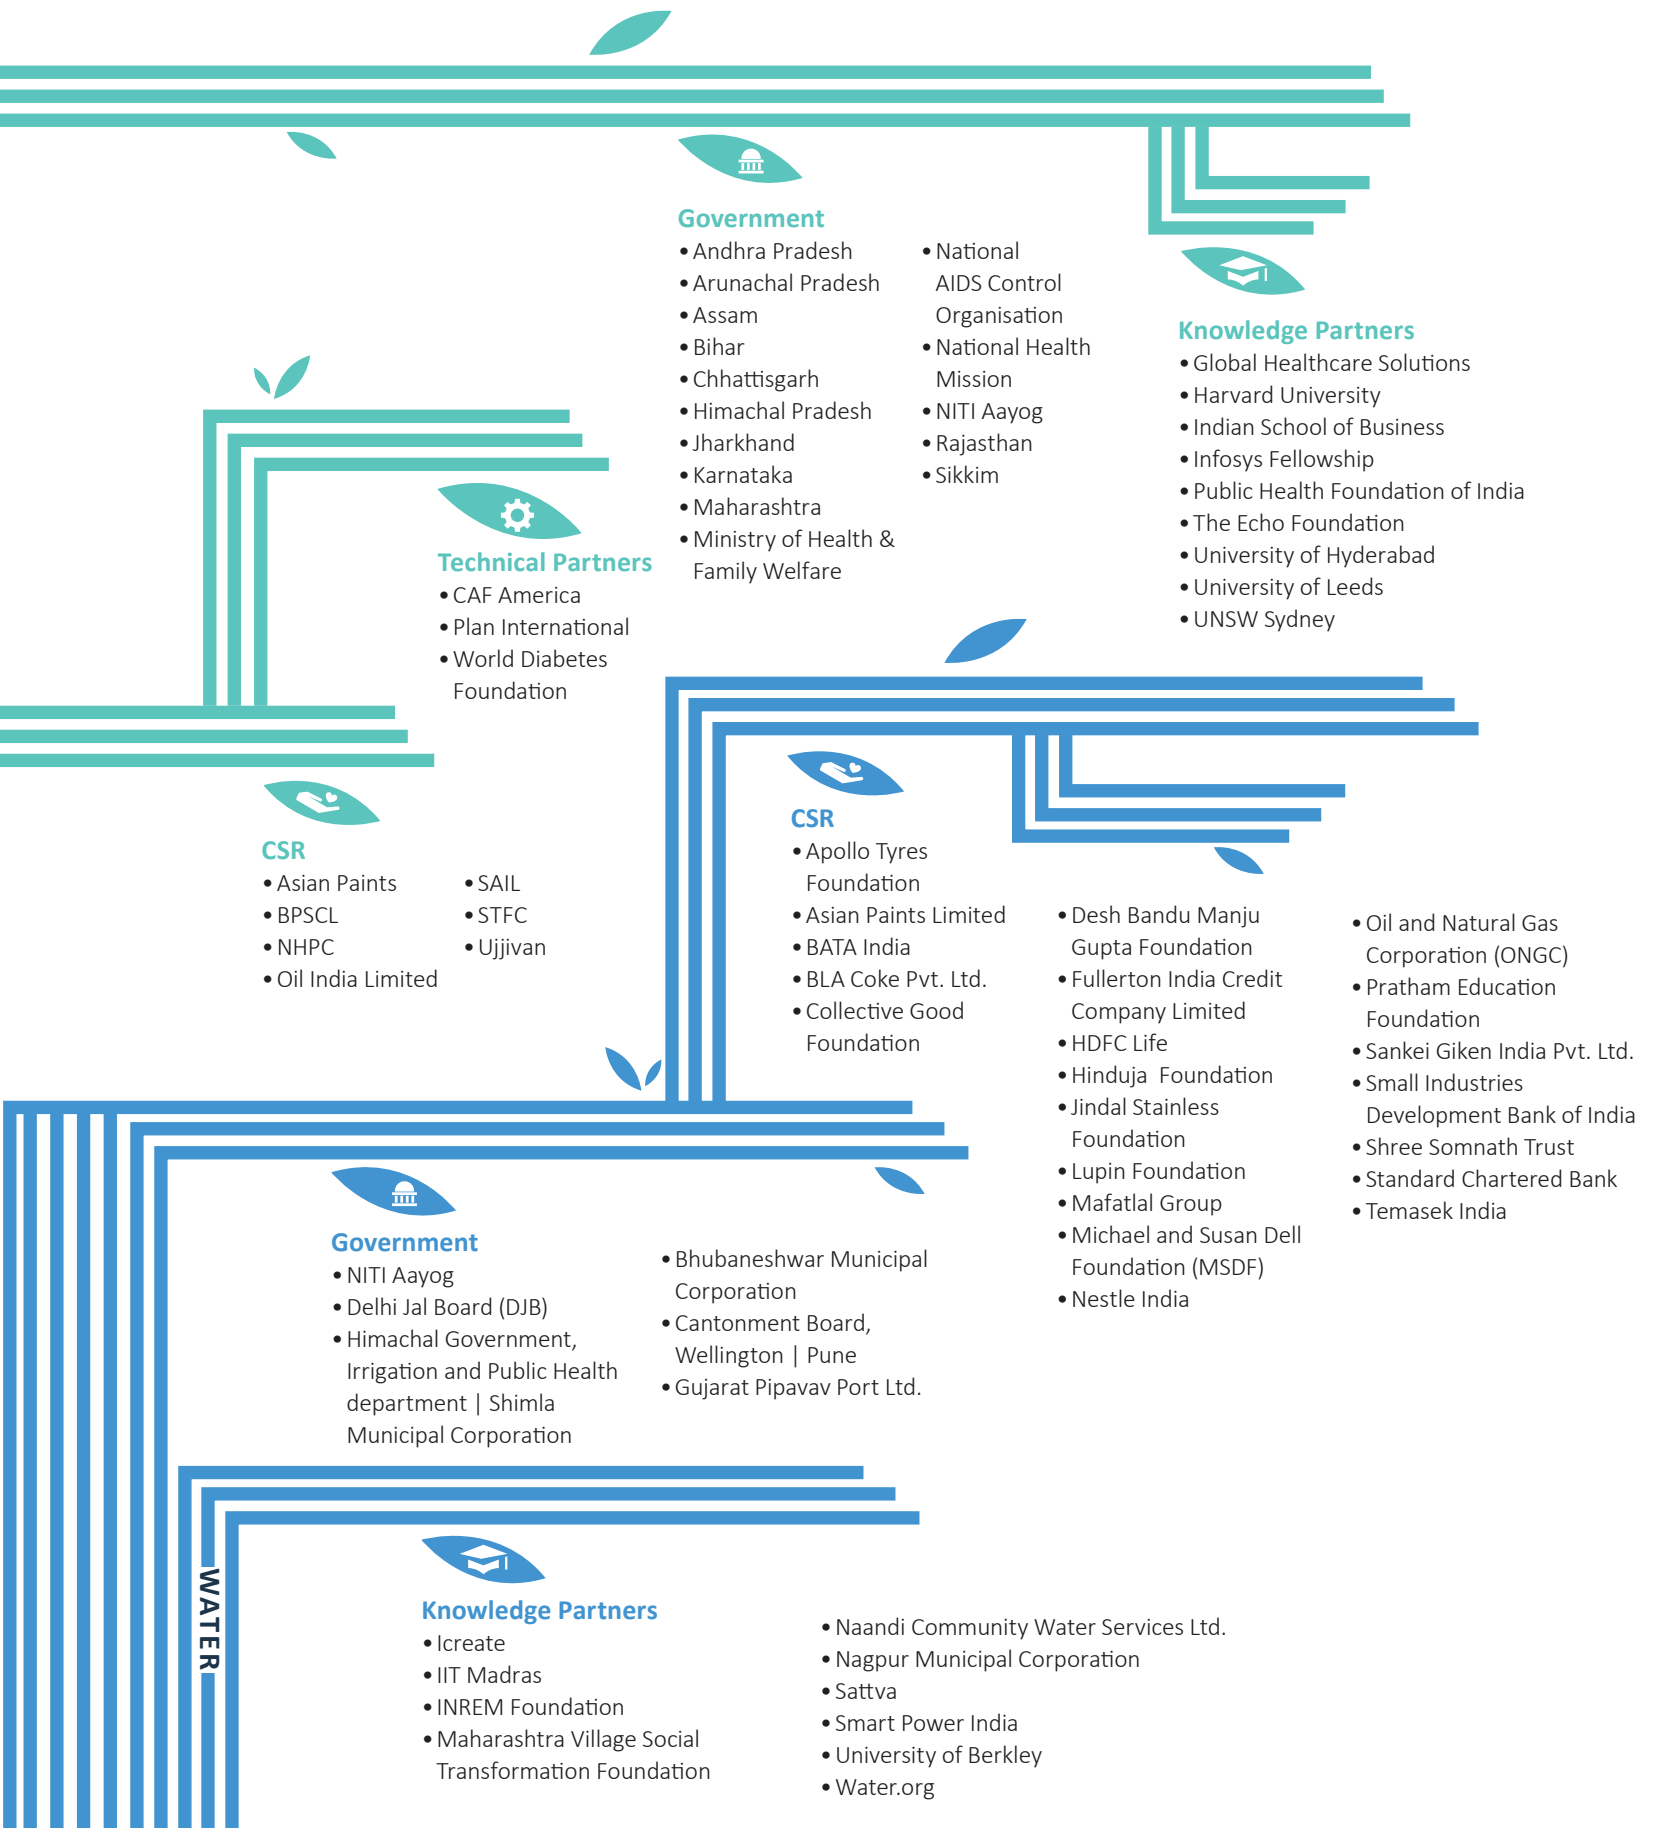 Government
•Andhra Pradesh
•Arunachal Pradesh
•Assam
•Bihar
•Chhattisgarh
•Himachal Pradesh
•Jharkhand
•Karnataka
•Maharashtra
•Ministry of Health &
Family Welfare
•National
AIDS Control
Organisation
•National Health
Mission
•NITI Aayog
•Rajasthan
•Sikkim
Knowledge Partners
•Global Healthcare Solutions
•Harvard University
•Indian School of Business
•Infosys Fellowship
•Public Health Foundation of India
•The Echo Foundation
•University of Hyderabad
•University of Leeds
•UNSW Sydney
Technical Partners
•CAF America
•Plan International
•World Diabetes
Foundation
CSR
•Asian Paints
•BPSCL
•NHPC
•Oil India Limited
•SAIL
•STFC
•Ujjivan
CSR
•Apollo Tyres
Foundation
•Asian Paints Limited
•BATA India
•BLA Coke Pvt. Ltd.
•Collective Good
Foundation
•Desh Bandu Manju
Gupta Foundation
•Fullerton India Credit
Company Limited
•HDFC Life
•Hinduja  Foundation
•Jindal Stainless
Foundation
•Lupin Foundation
•Mafatlal Group
•Michael and Susan Dell
Foundation (MSDF)
•Nestle India
•Oil and Natural Gas
Corporation (ONGC)
•Pratham Education
Foundation
•Sankei Giken India Pvt. Ltd.
•Small Industries
Development Bank of India
•Shree Somnath Trust
•Standard Chartered Bank
•Temasek India
Government
•NITI Aayog
•Delhi Jal Board (DJB)
•Himachal Government,
Irrigation and Public Health
department | Shimla
Municipal Corporation
•Bhubaneshwar Municipal
Corporation
•Cantonment Board,
Wellington | Pune
•Gujarat Pipavav Port Ltd.
WATER
Knowledge Partners
•Icreate
•IIT Madras
•INREM Foundation
•Maharashtra Village Social
Transformation Foundation
•Naandi Community Water Services Ltd.
•Nagpur Municipal Corporation
•Sattva
•Smart Power India
•University of Berkley
•Water.org